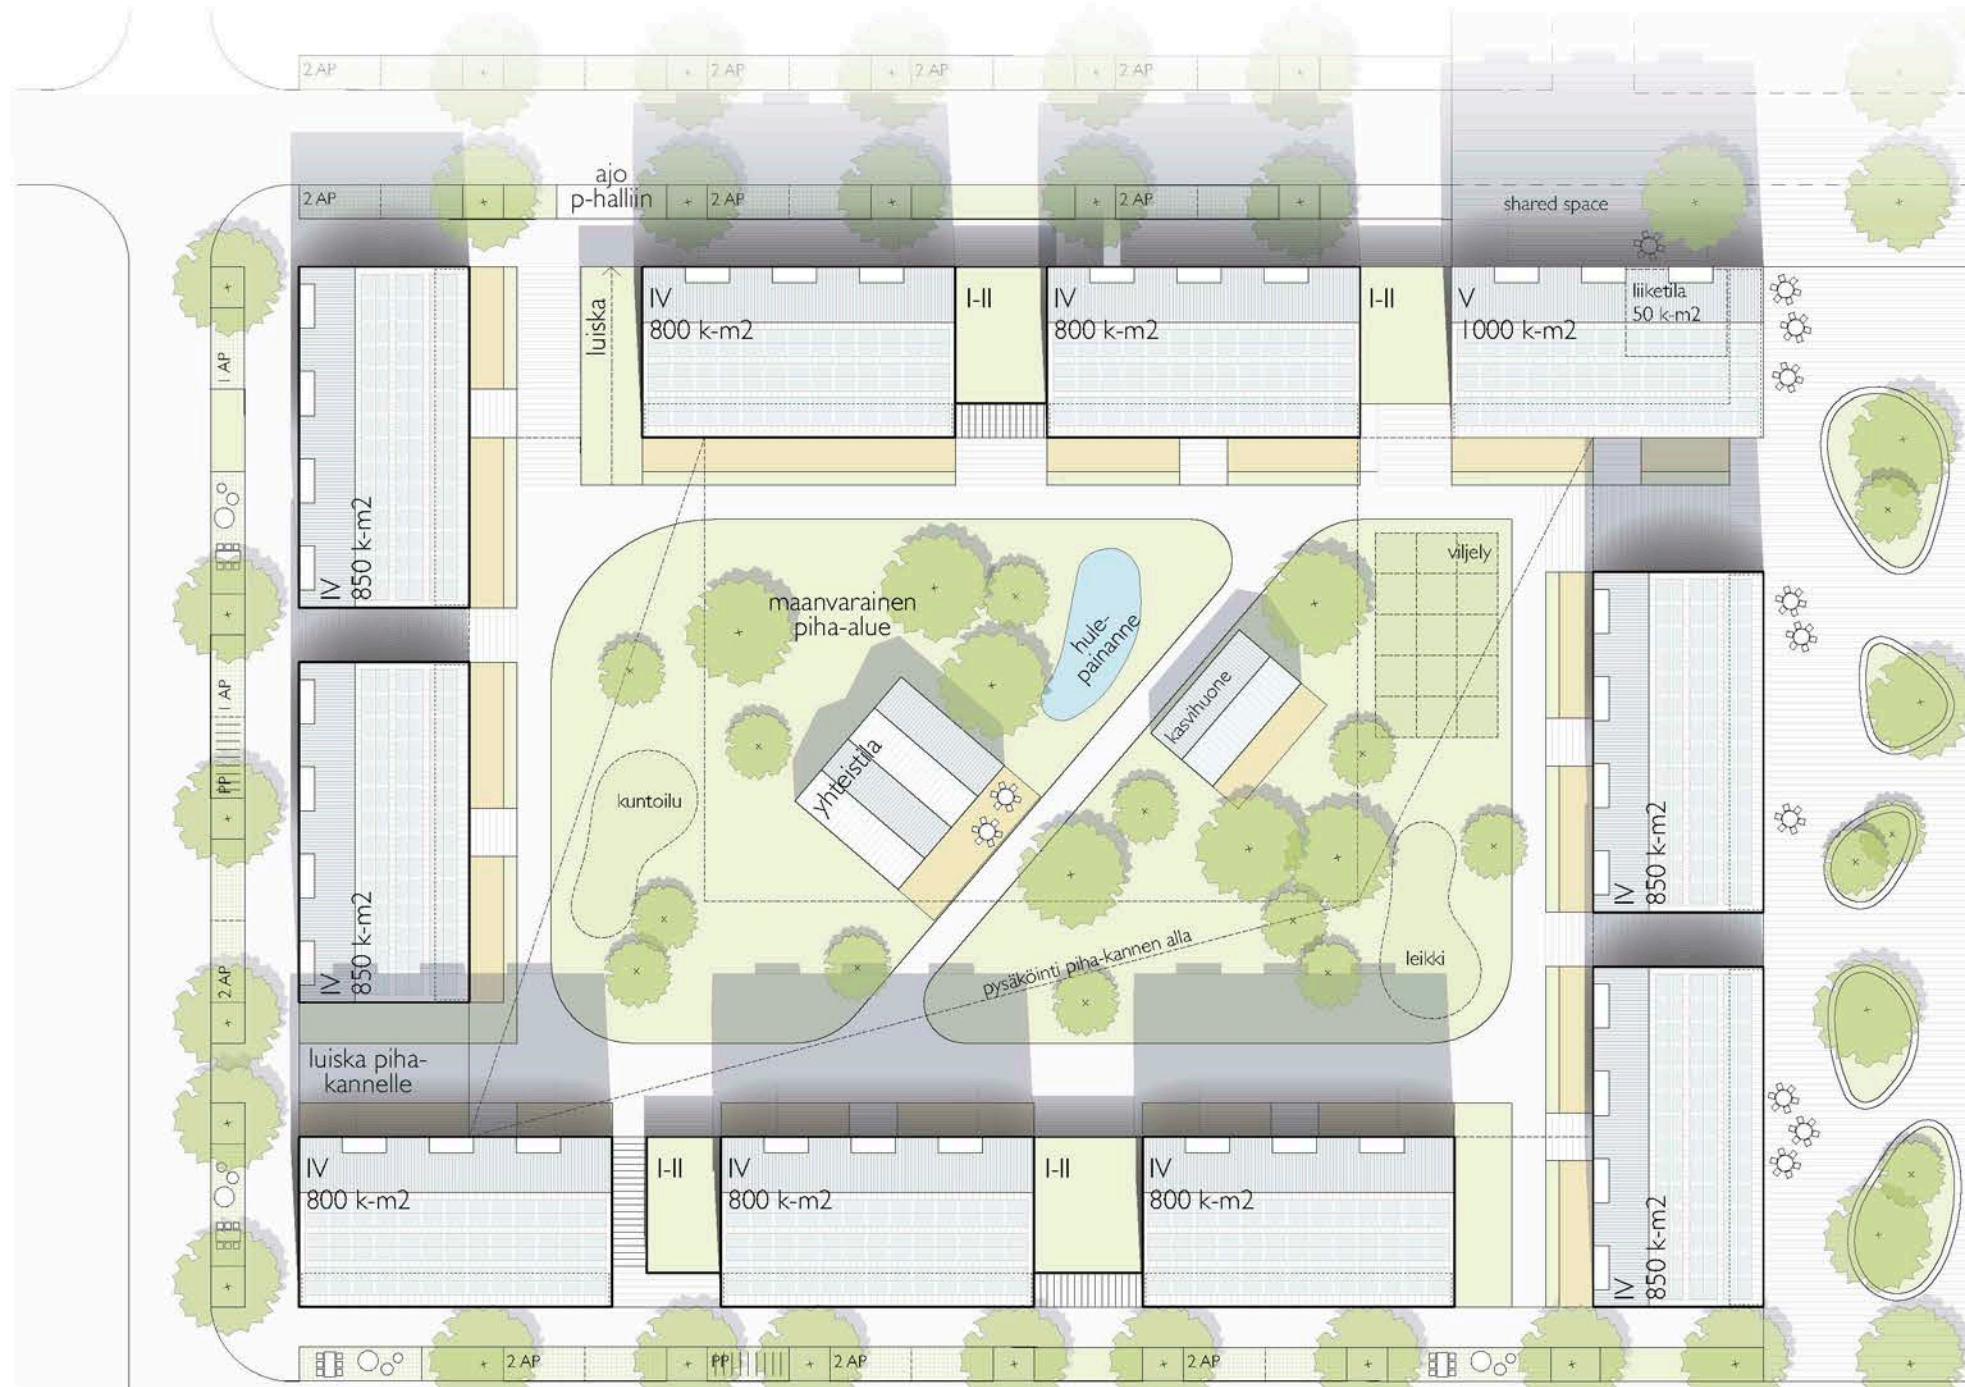 2 AP
2 AP
2 AP
2 AP
ajo
p-halliin
2 AP
2 AP
2 AP
shared space
luiska
IV
800 k-m2
I-II
IV
800 k-m2
I-II
V
1000 k-m2
liiketila
50 k-m2
1 AP
IV
850 k-m2
maanvarainen
piha-alue
hule-
painanne
viljely
kasvihuone
yhteistila
kuntoilu
1 AP
PP
IV
850 k-m2
IV
850 k-m2
2 AP
pysäköinti piha-kannen alla
leikki
luiska piha-
kannelle
IV
800 k-m2
I-II
IV
800 k-m2
I-II
IV
800 k-m2
IV
850 k-m2
2 AP
PP
2 AP
2 AP